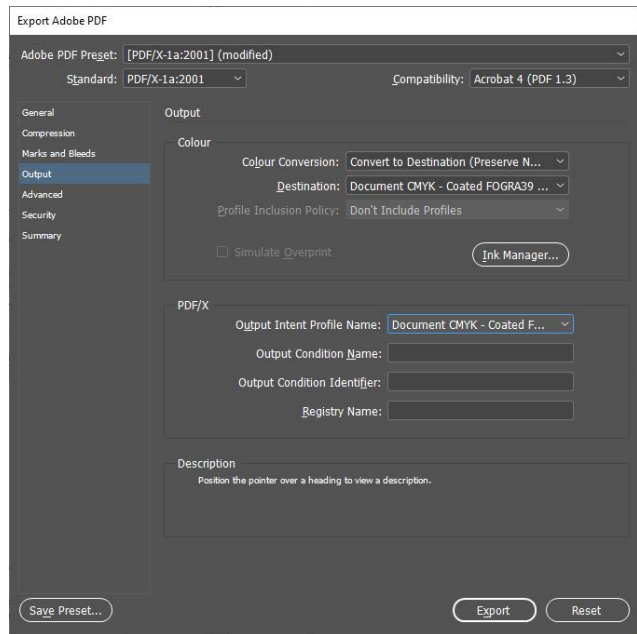 Export Adobe PDF
Adobe PDF Preset: [PDF/X-1a:2001] (modified)
Standard: PDF/X-1a:2001 Compatibility: Acrobat 4 (PDF 1.3)
General
Compression
Marks and Bleeds
Output
Advanced
Security
Summary
Output
Colour
Colour Conversion: Convert to Destination (Preserve N...
Destination: Document CMYK - Coated FOGRA39 ...
Profile Inclusion Policy: Don't Include Profiles
Simulate Overprint Ink Manager...
PDF/X
Output Intent Profile Name: Document CMYK - Coated F...
Output Condition Name:
Output Condition Identifier:
Registry Name:
Description
Position the pointer over a heading to view a description.
Save Preset... Export Reset